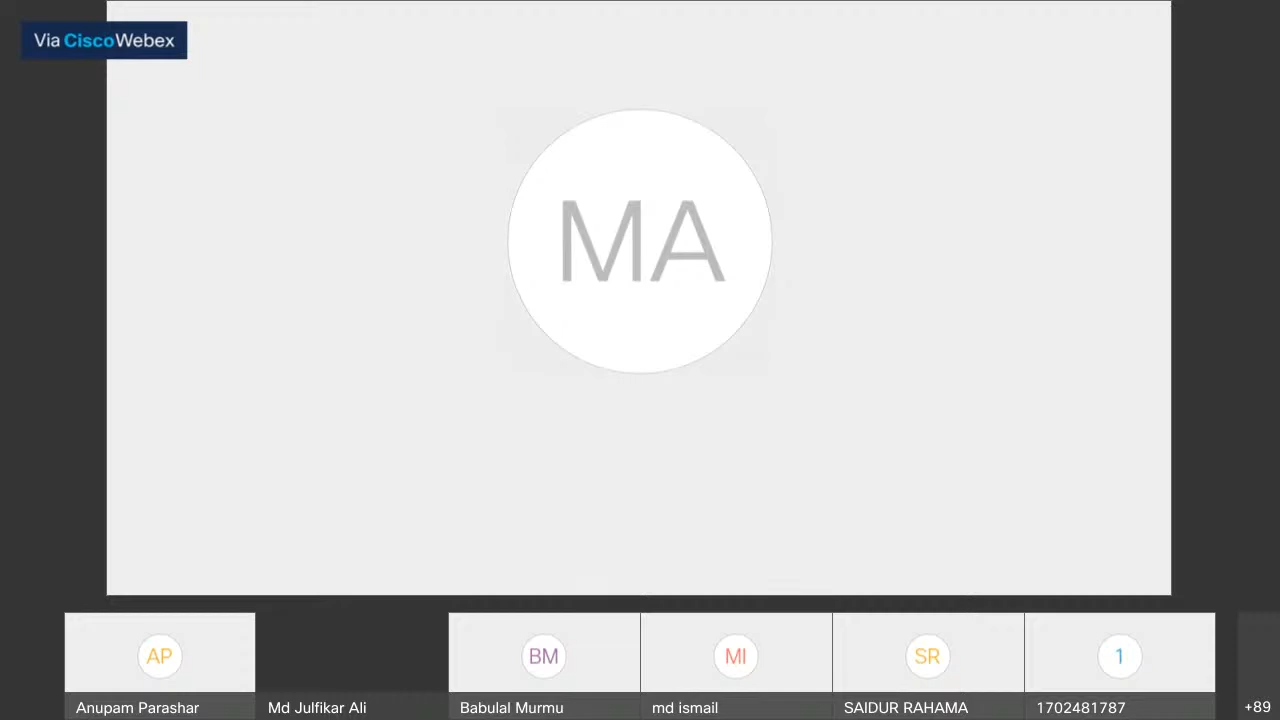 Via CiscoWebex
MA
AP
BM
MI
SR
1
Anupam Parashar
Md Julfikar Ali
Babulal Murmu
md ismail
SAIDUR RAHAMA
1702481787
+89